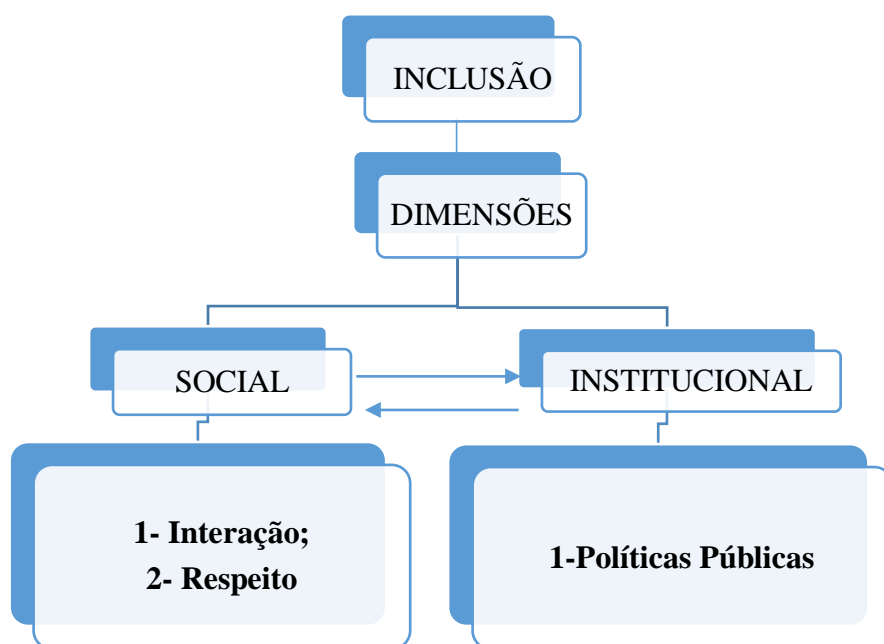 INCLUSÃO
DIMENSÕES
SOCIAL
INSTITUCIONAL
1- Interação;
2- Respeito
1-Políticas Públicas